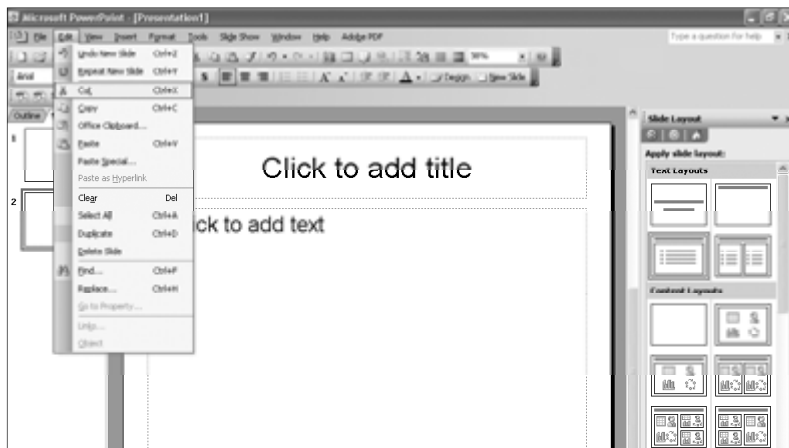 Microsoft PowerPoint - [Presentation1]
File Edit View Insert Format Tools Slide Show Window Help Adobe PDF
Type a question for help
Arial
Design New Slide
Outline
Undo New Slide Ctrl+Z
Repeat New Slide Ctrl+Y
Cut Ctrl+X
Copy Ctrl+C
Office Clipboard...
Paste Ctrl+V
Paste Special...
Paste as Hyperlink
Clear Del
Select All Ctrl+A
Duplicate Ctrl+D
Delete Slide
Find... Ctrl+F
Replace... Ctrl+H
Go to Property...
Links...
Object
1
2
Click to add title
ick to add text
Slide Layout
Apply slide layout:
Text Layouts
Content Layouts